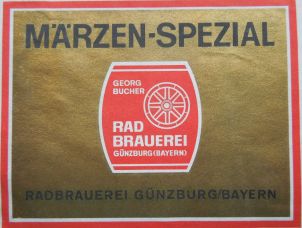 MÄRZEN-SPEZIAL
GEORG
BUCHER
RAD
BRAUEREI
GÜNZBURG(BAYERN)
RADBRAUEREI GÜNZBURG/BAYERN